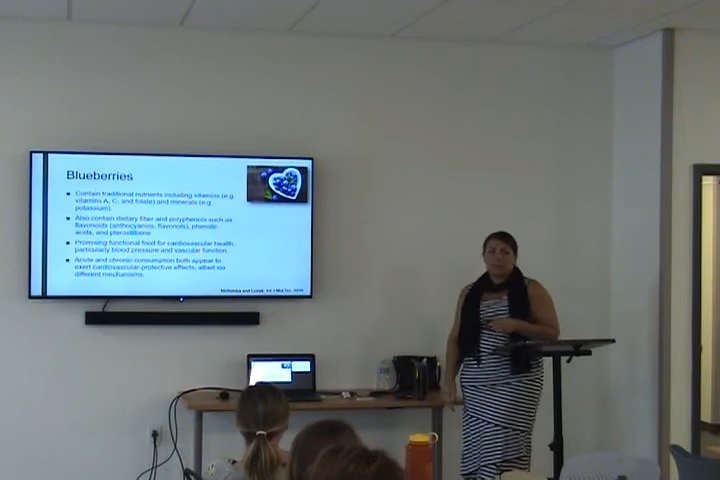 Blueberries
■ Contain traditional nutrients including vitamins (e.g.
vitamins A, C, and folate) and minerals (e.g.
potassium).
■ Also contain dietary fiber and polyphenols such as
flavonoids (anthocyanins, flavonols), phenolic
acids, and pterostilbene.
■ Promising functional food for cardiovascular health,
particularly blood pressure and vascular function.
■ Acute and chronic consumption both appear to
exert cardiovascular-protective effects, albeit via
different mechanisms.